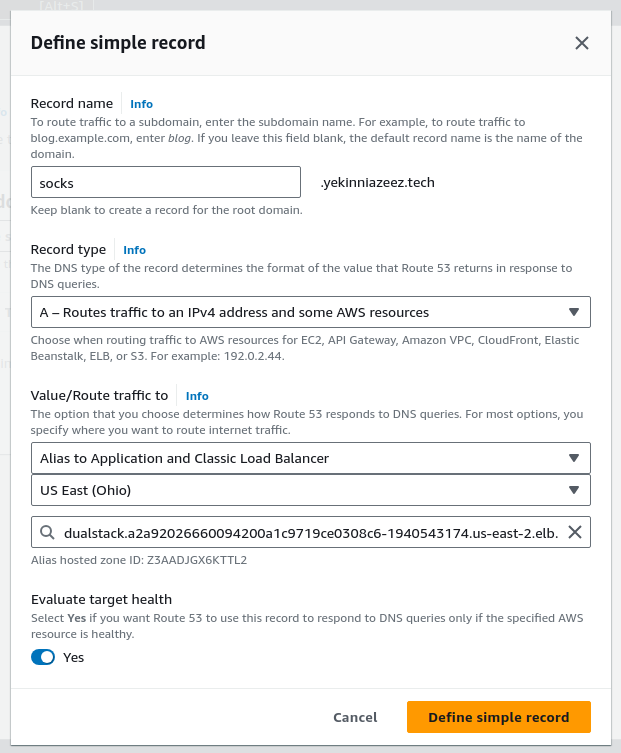 [Alt+S]
Define simple record
Record name Info
To route traffic to a subdomain, enter the subdomain name. For example, to route traffic to
blog.example.com, enter blog. If you leave this field blank, the default record name is the name of the
domain.
socks .yekinniazeez.tech
Keep blank to create a record for the root domain.
Record type Info
The DNS type of the record determines the format of the value that Route 53 returns in response to
DNS queries.
A – Routes traffic to an IPv4 address and some AWS resources
Choose when routing traffic to AWS resources for EC2, API Gateway, Amazon VPC, CloudFront, Elastic
Beanstalk, ELB, or S3. For example: 192.0.2.44.
Value/Route traffic to Info
The option that you choose determines how Route 53 responds to DNS queries. For most options, you
specify where you want to route internet traffic.
Alias to Application and Classic Load Balancer
US East (Ohio)
dualstack.a2a92026660094200a1c9719ce0308c6-1940543174.us-east-2.elb.
Alias hosted zone ID: Z3AADJGX6KTTL2
Evaluate target health
Select Yes if you want Route 53 to use this record to respond to DNS queries only if the specified AWS
resource is healthy.
Yes
Cancel Define simple record